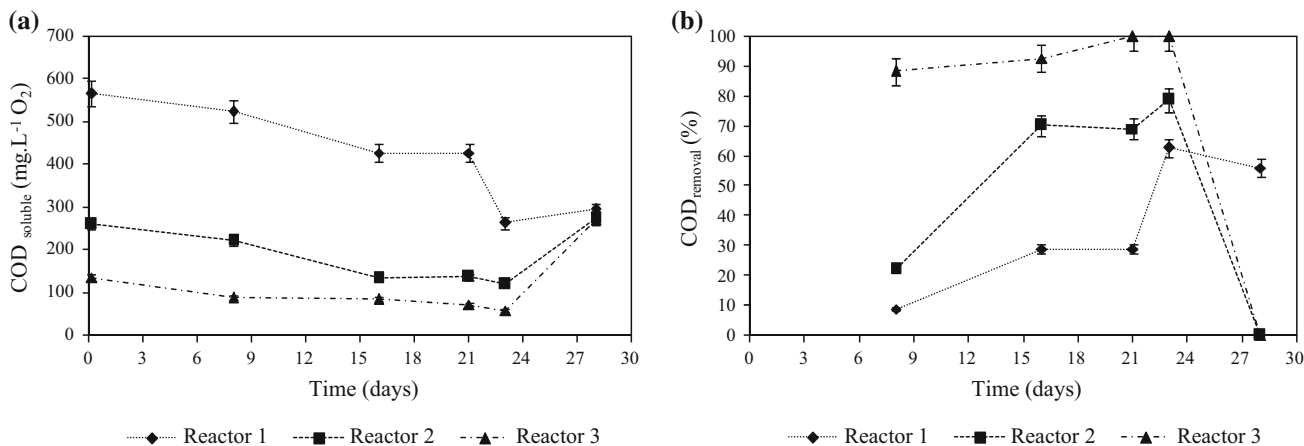 (a)
700
600
500
400
300
200
100
0
COD soluble (mg.L-1 O2)
0 3 6 9 12 15 18 21 24 27 30
Time (days)
Reactor 1 Reactor 2 Reactor 3
(b)
100
90
80
70
60
50
40
30
20
10
0
CODremoval (%)
0 3 6 9 12 15 18 21 24 27 30
Time (days)
Reactor 1 Reactor 2 Reactor 3